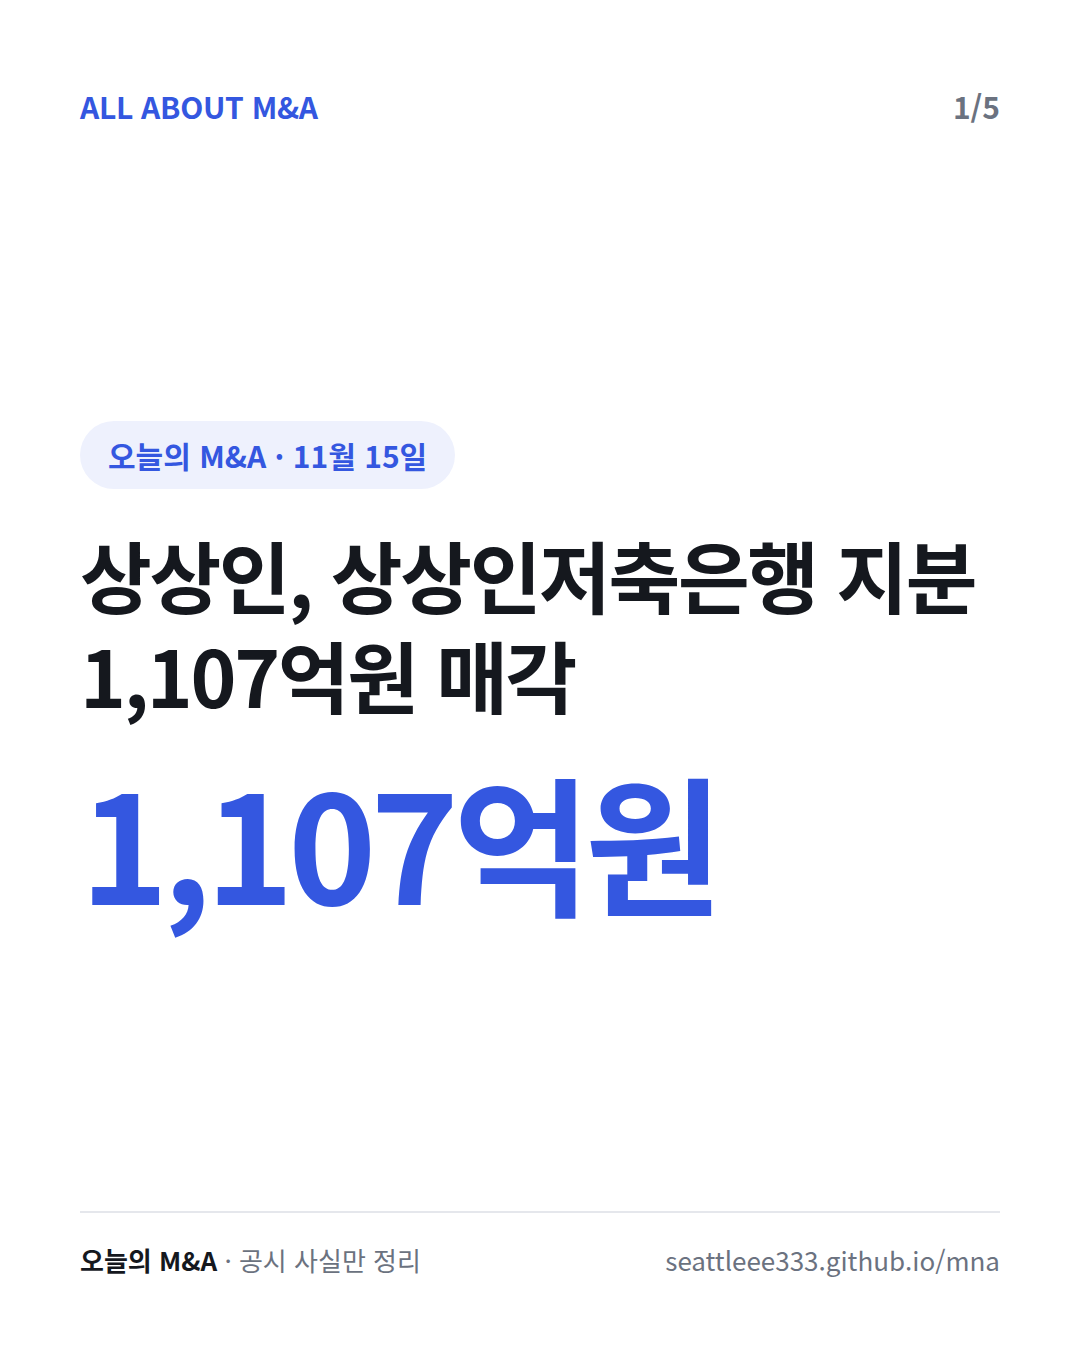 ALL ABOUT M&A
1/5
오늘의 M&A · 11월 15일
상상인, 상상인저축은행 지분
1,107억원 매각
1,107억원
오늘의 M&A · 공시 사실만 정리
seattleee333.github.io/mna